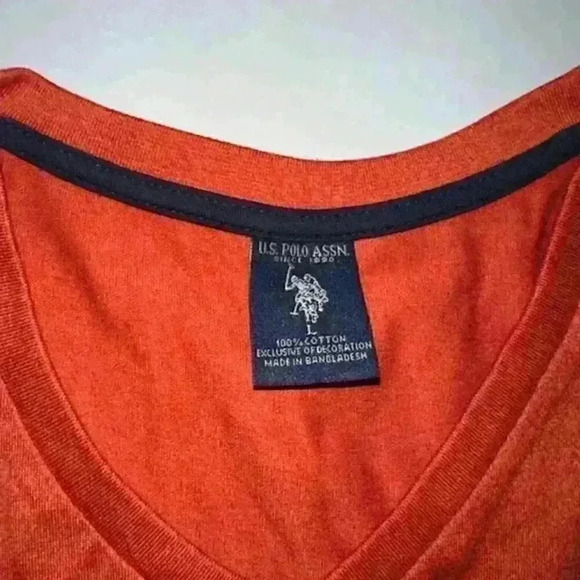 U.S. POLO ASSN.
SINCE 1890
L
100% COTTON
EXCLUSIVE OF DECORATION
MADE IN BANGLADESH